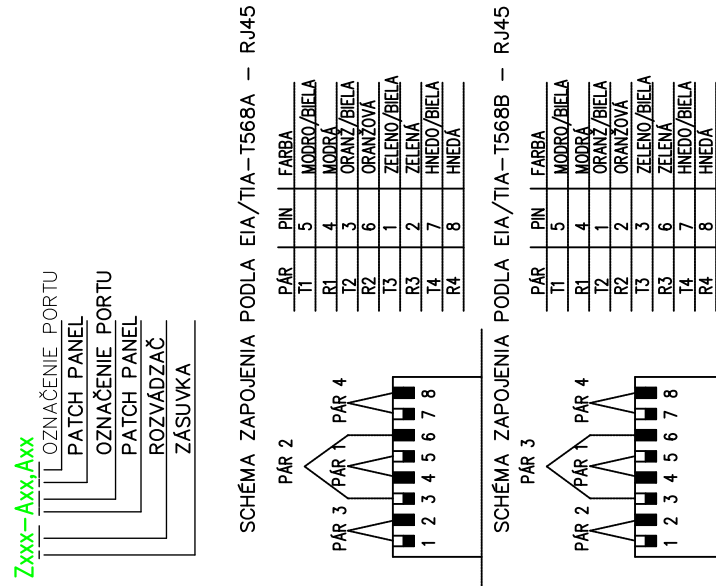 Zxxx-Axx,Axx
OZNAČENIE PORTU
PATCH PANEL
OZNAČENIE PORTU
PATCH PANEL
ROZVÁDZAČ
ZÁSUVKA
SCHÉMA ZAPOJENIA PODLA EIA/TIA-T568A - RJ45
PÁR 2
PÁR 3 PÁR 1 PÁR 4
1 2 3 4 5 6 7 8
PÁR PIN FARBA
T1 5 MODRO/BIELA
R1 4 MODRÁ
T2 3 ORANŽ/BIELA
R2 6 ORANŽOVÁ
T3 1 ZELENO/BIELA
R3 2 ZELENÁ
T4 7 HNEDO/BIELA
R4 8 HNEDÁ
SCHÉMA ZAPOJENIA PODLA EIA/TIA-T568B - RJ45
PÁR 3
PÁR 2 PÁR 1 PÁR 4
1 2 3 4 5 6 7 8
PÁR PIN FARBA
T1 5 MODRO/BIELA
R1 4 MODRÁ
T2 1 ORANŽ/BIELA
R2 2 ORANŽOVÁ
T3 3 ZELENO/BIELA
R3 6 ZELENÁ
T4 7 HNEDO/BIELA
R4 8 HNEDÁ